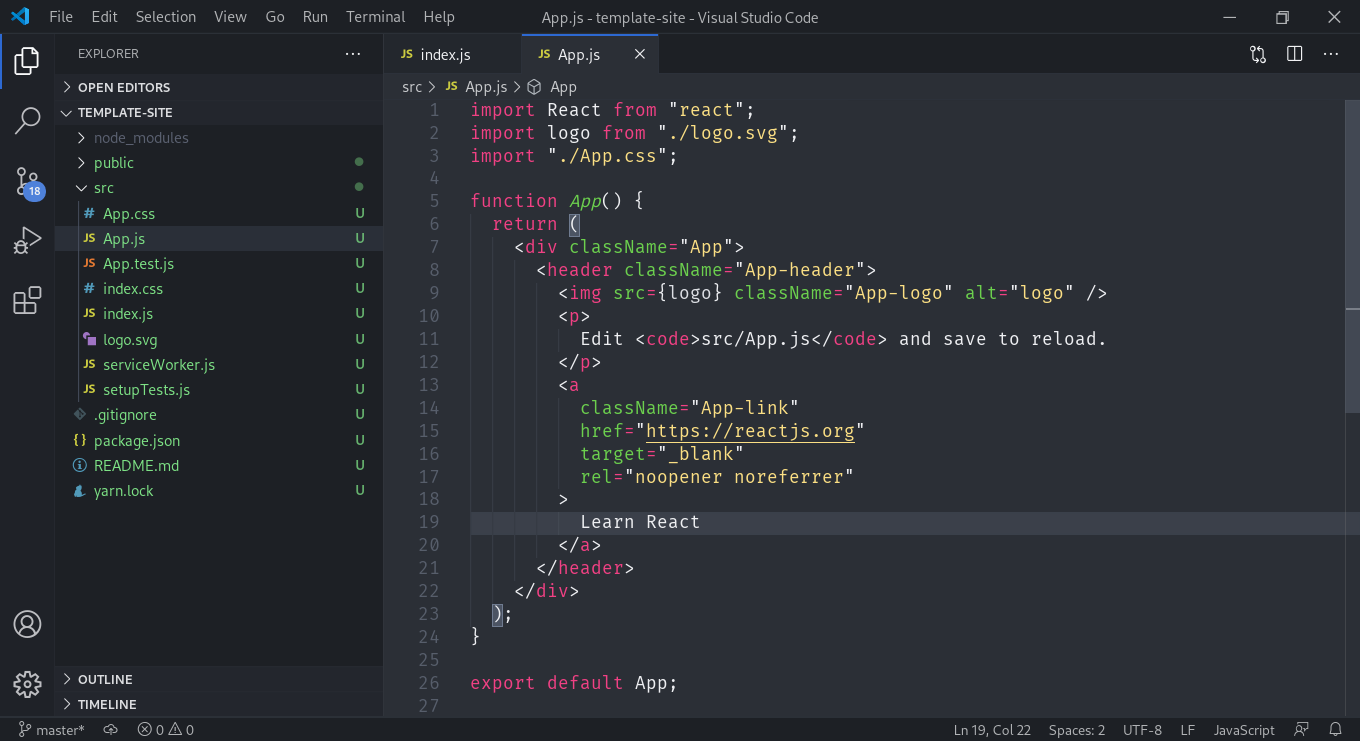 File Edit Selection View Go Run Terminal Help App.js - template-site - Visual Studio Code
EXPLORER
OPEN EDITORS
TEMPLATE-SITE
node_modules
public
src
# App.css U
JS App.js U
JS App.test.js U
# index.css U
JS index.js U
logo.svg U
JS serviceWorker.js U
JS setupTests.js U
.gitignore U
{} package.json U
README.md U
yarn.lock U
OUTLINE
TIMELINE
18
JS index.js JS App.js
src > JS App.js > App
1 import React from "react";
2 import logo from "./logo.svg";
3 import "./App.css";
4
5 function App() {
6 return (
7 <div className="App">
8 <header className="App-header">
9 <img src={logo} className="App-logo" alt="logo" />
10 <p>
11 Edit <code>src/App.js</code> and save to reload.
12 </p>
13 <a
14 className="App-link"
15 href="https://reactjs.org"
16 target="_blank"
17 rel="noopener noreferrer"
18 >
19 Learn React
20 </a>
21 </header>
22 </div>
23 );
24 }
25
26 export default App;
27
master* 0 0 Ln 19, Col 22 Spaces: 2 UTF-8 LF JavaScript